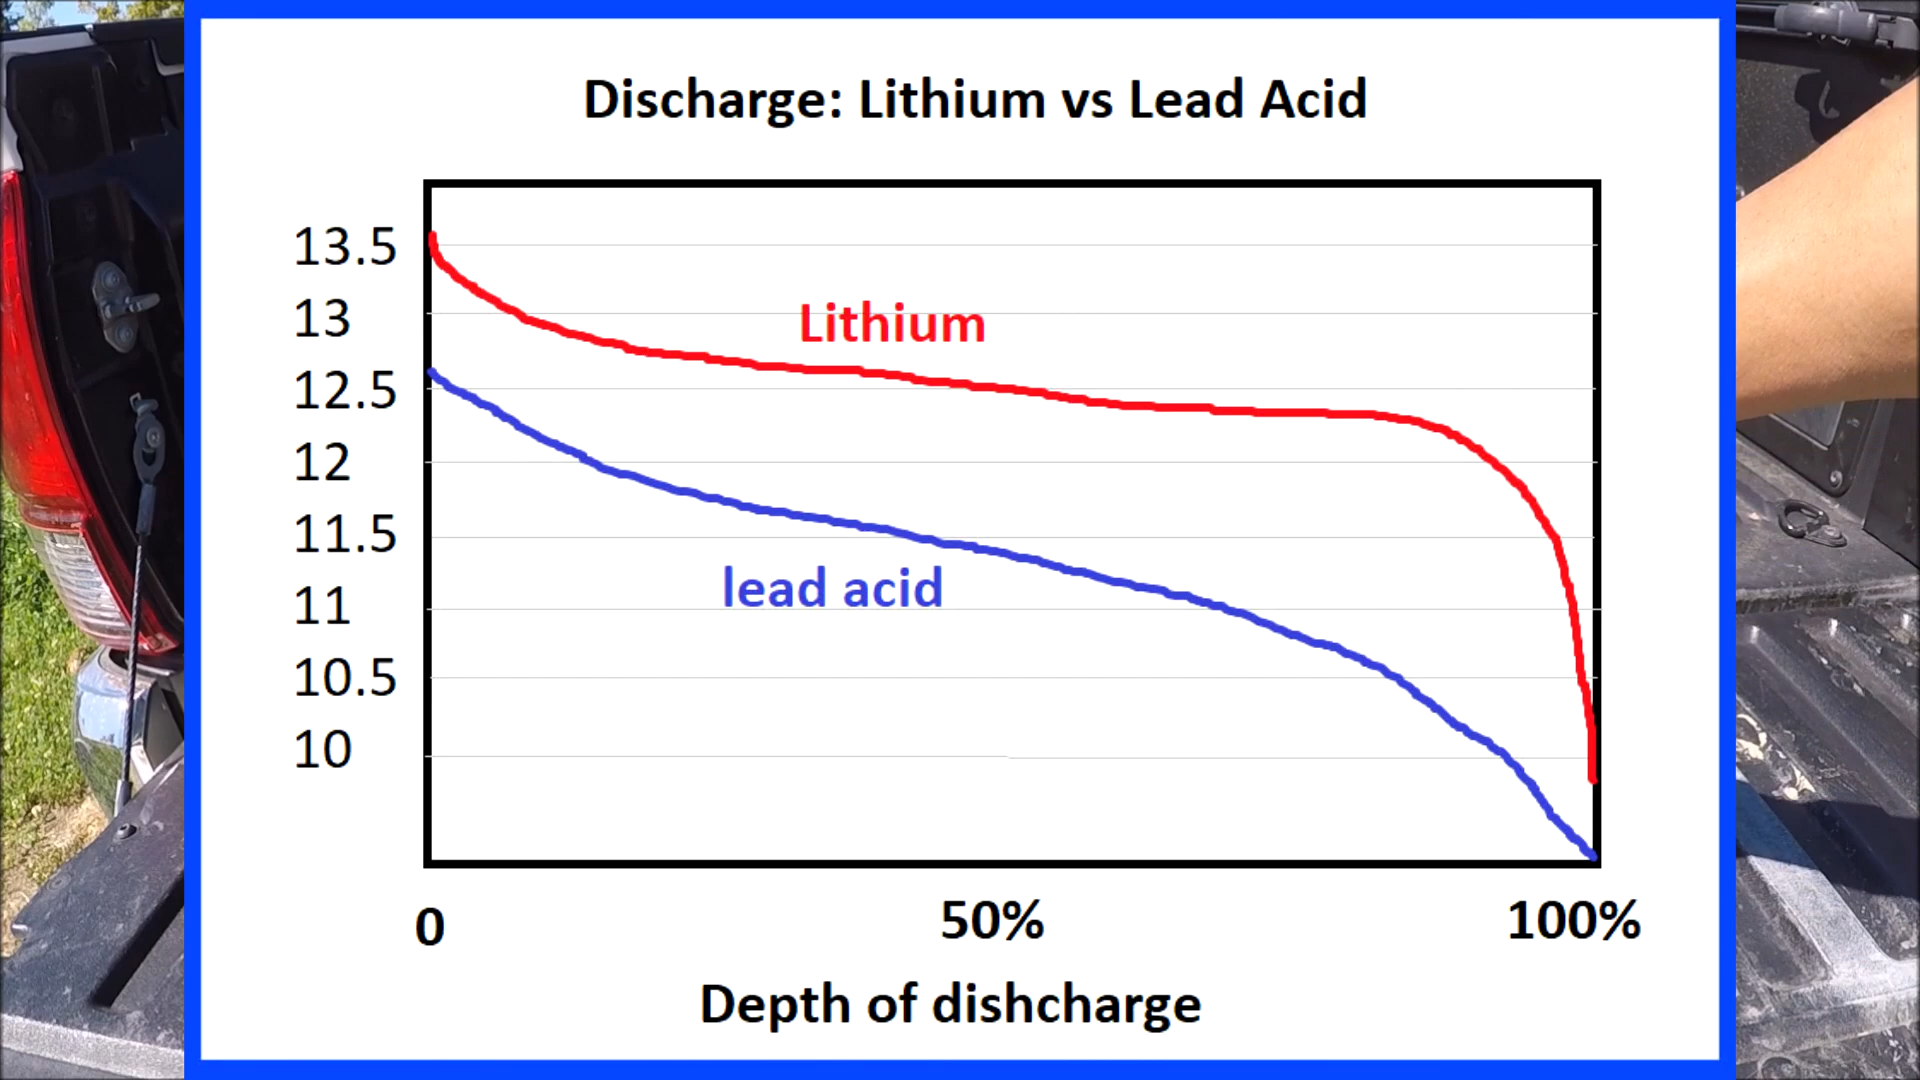 Discharge: Lithium vs Lead Acid
13.5
13
12.5
12
11.5
11
10.5
10
Lithium
lead acid
0
50%
100%
Depth of dishcharge